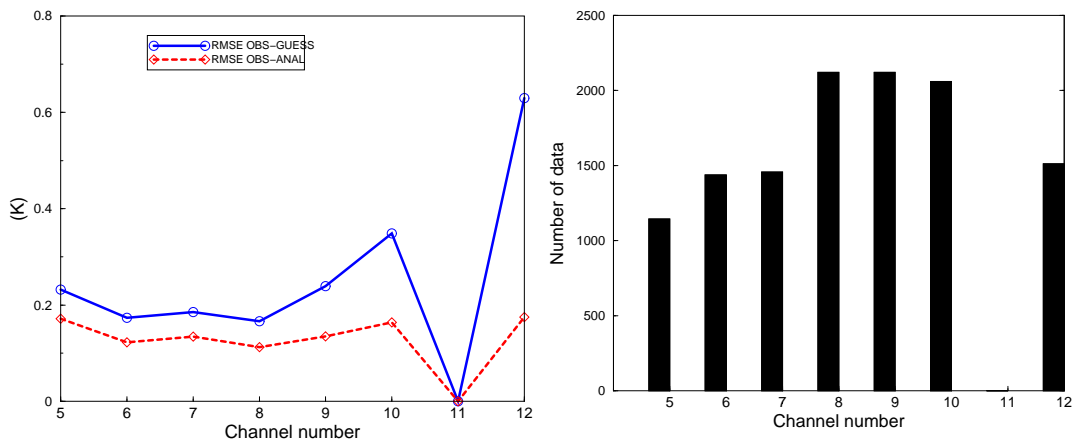 0.8
0.6
0.4
0.2
0
(K)
RMSE OBS−GUESS
RMSE OBS−ANAL
5 6 7 8 9 10 11 12
Channel number
2500
2000
1500
1000
500
0
Number of data
5 6 7 8 9 10 11 12
Channel number